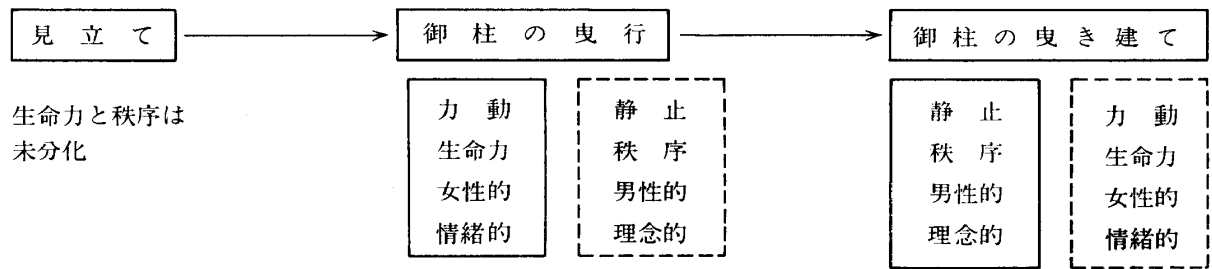 見立て
御柱の曳行
御柱の曳き建て
生命力と秩序は
未分化
力動
生命力
女性的
情緒的
静止
秩序
男性的
理念的
静止
秩序
男性的
理念的
力動
生命力
女性的
情緒的